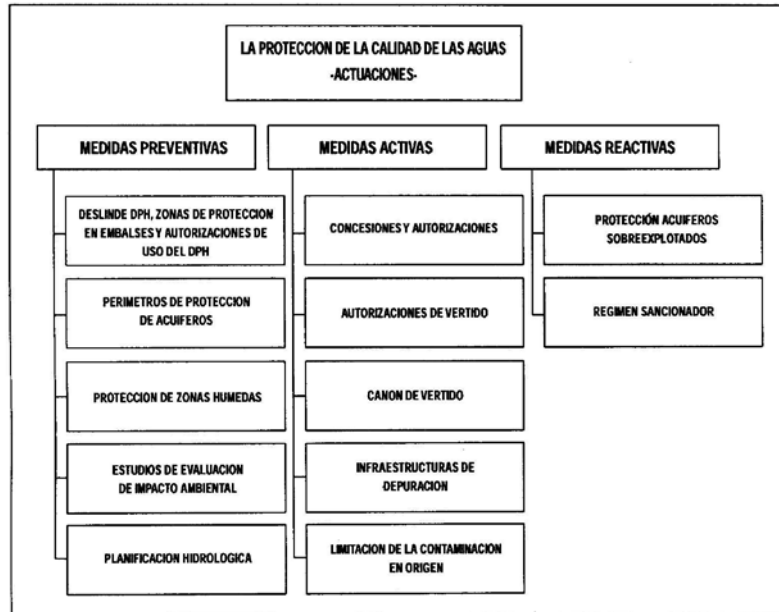 LA PROTECCION DE LA CALIDAD DE LAS AGUAS
-ACTUACIONES-
MEDIDAS PREVENTIVAS
DESLINDE DPH, ZONAS DE PROTECCION
EN EMBALSES Y AUTORIZACIONES DE
USO DEL DPH
PERIMETROS DE PROTECCION
DE ACUIFEROS
PROTECCION DE ZONAS HUMEDAS
ESTUDIOS DE EVALUACION
DE IMPACTO AMBIENTAL
PLANIFICACION HIDROLOGICA
MEDIDAS ACTIVAS
CONCESIONES Y AUTORIZACIONES
AUTORIZACIONES DE VERTIDO
CANON DE VERTIDO
INFRAESTRUCTURAS DE
DEPURACION
LIMITACION DE LA CONTAMINACION
EN ORIGEN
MEDIDAS REACTIVAS
PROTECCIÓN ACUIFEROS
SOBREEXPLOTADOS
REGIMEN SANCIONADOR